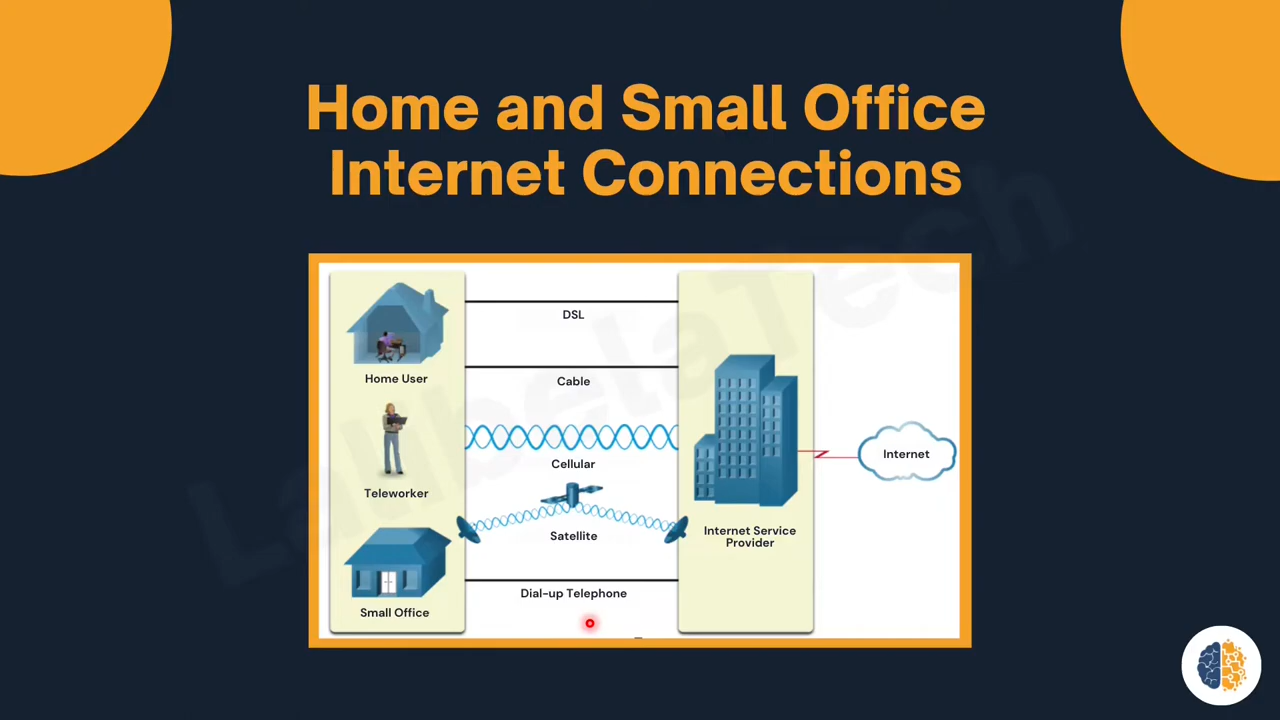 Home and Small Office
Internet Connections
DSL
Home User
Cable
Cellular
Teleworker
Satellite
Small Office
Dial-up Telephone
Internet Service
Provider
Internet
LalibelaTech